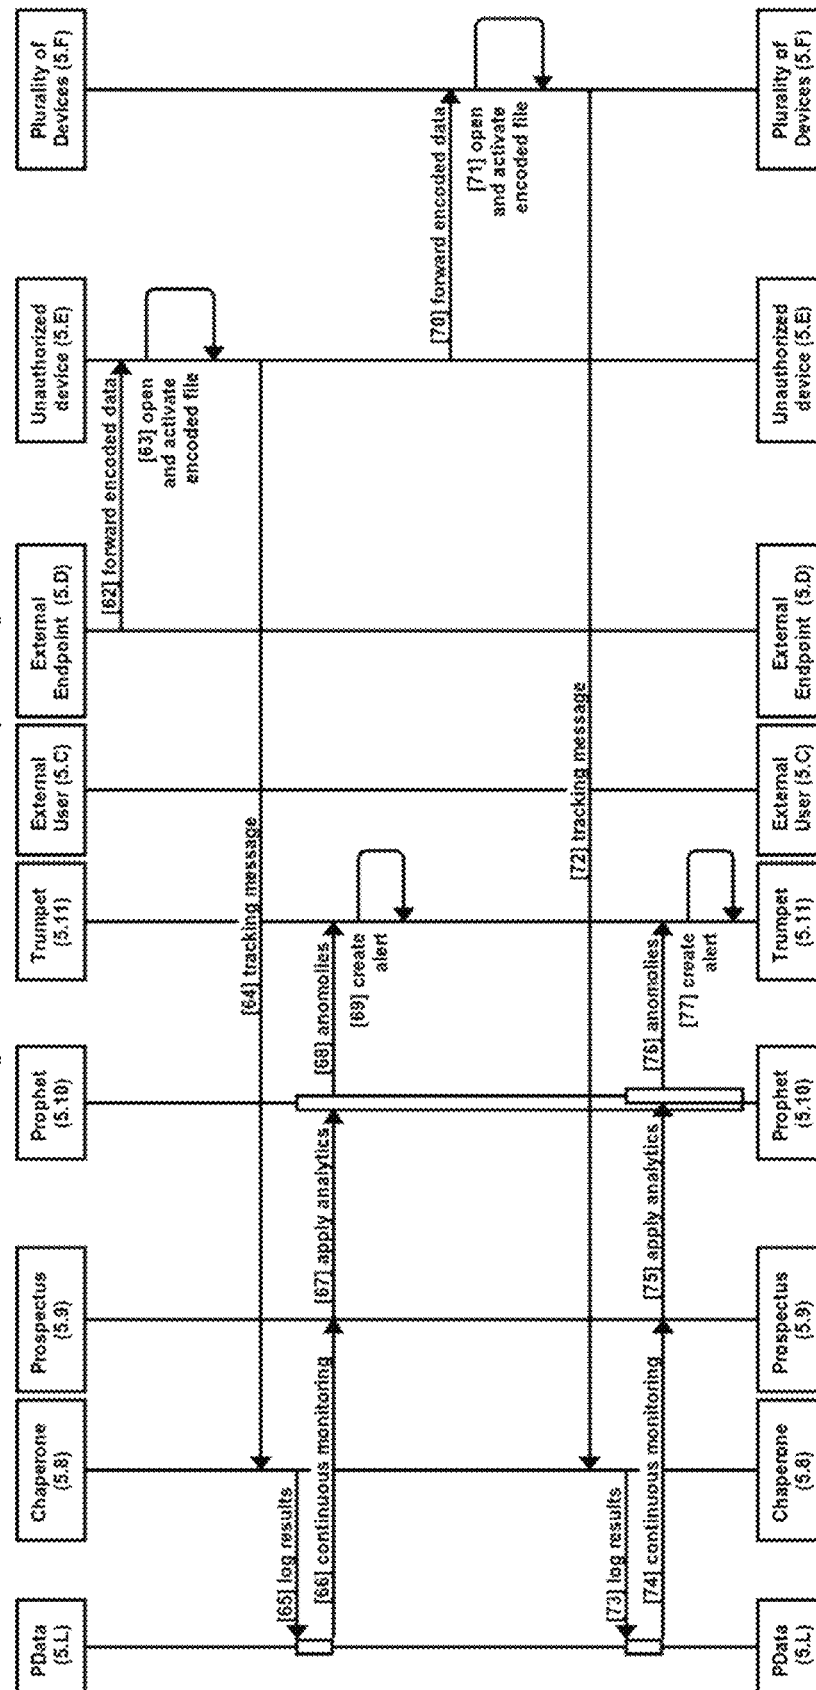 PData
(5.L)
Chaperone
(5.8)
Prospectus
(5.9)
Prophet
(5.10)
Trumpet
(5.11)
External
User (5.C)
External
Endpoint (5.D)
Unauthorized
device (5.E)
Plurality of
Devices (5.F)
[62] forward encoded data
[63] open
and activate
encoded file
[64] tracking message
[65] log results
[66] continuous monitoring
[67] apply analytics
[68] anomolies
[69] create
alert
[70] forward encoded data
[71] open
and activate
encoded file
[72] tracking message
[73] log results
[74] continuous monitoring
[75] apply analytics
[76] anomolies
[77] create
alert
PData
(5.L)
Chaperone
(5.8)
Prospectus
(5.9)
Prophet
(5.10)
Trumpet
(5.11)
External
User (5.C)
External
Endpoint (5.D)
Unauthorized
device (5.E)
Plurality of
Devices (5.F)